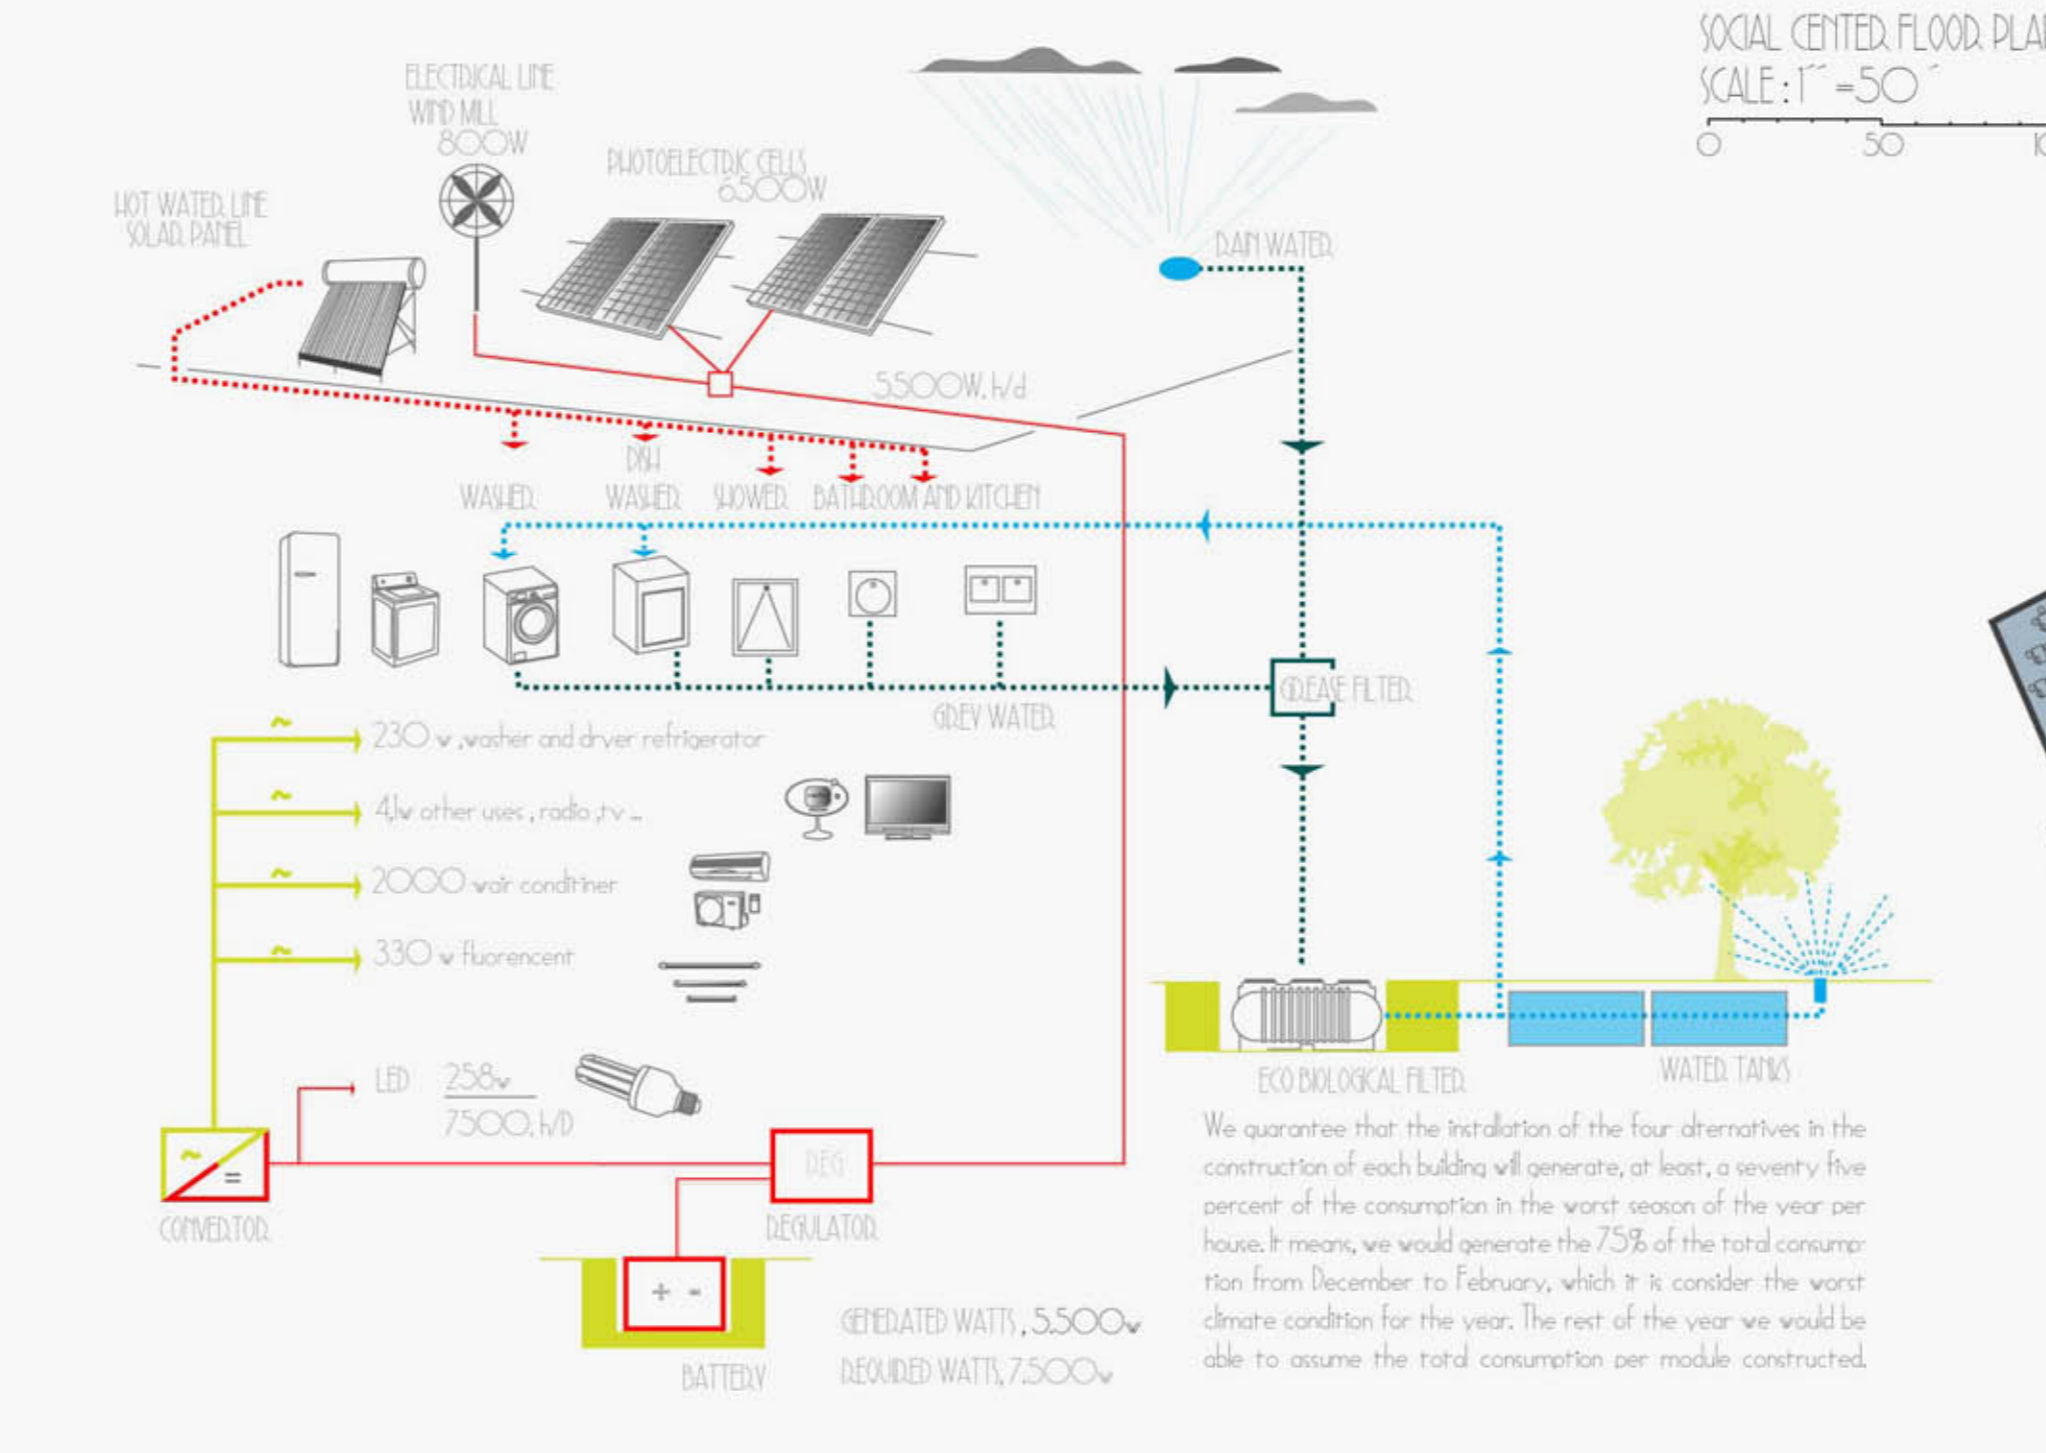 SOCIAL CENTER FLOOD PLA
SCALE : 1´´ =50 ´
0 50 10
ELECTRICAL LINE
WIND MILL
800W
PHOTOELECTRIC CELLS
6500W
HOT WATER LINE
SOLAR PANEL
RAIN WATER
5500W. h/d
DISH
WASHER WASHER SHOWER BATHROOM AND KITCHEN
GREASE FILTER
GREY WATER
~ 230 w ,washer and dryer refrigerator
~ 4,1w other uses , radio ,tv ...
~ 2000 wair conditiner
~ 330 w fluorencent
LED 258w
7500. h/D
~ =
REG
CONVERTOR
REGULATOR
+ -
BATTERY
GENERATED WATTS , 5.500w
REQUIRED WATTS, 7.500w
ECO BIOLOGICAL FILTER
WATER TANKS
We quarantee that the installation of the four alternatives in the
construction of each building will generate, at least, a seventy five
percent of the consumption in the worst season of the year per
house. It means, we would generate the 75% of the total consump-
tion from December to February, which it is consider the worst
climate condition for the year. The rest of the year we would be
able to assume the total consumption per module constructed.